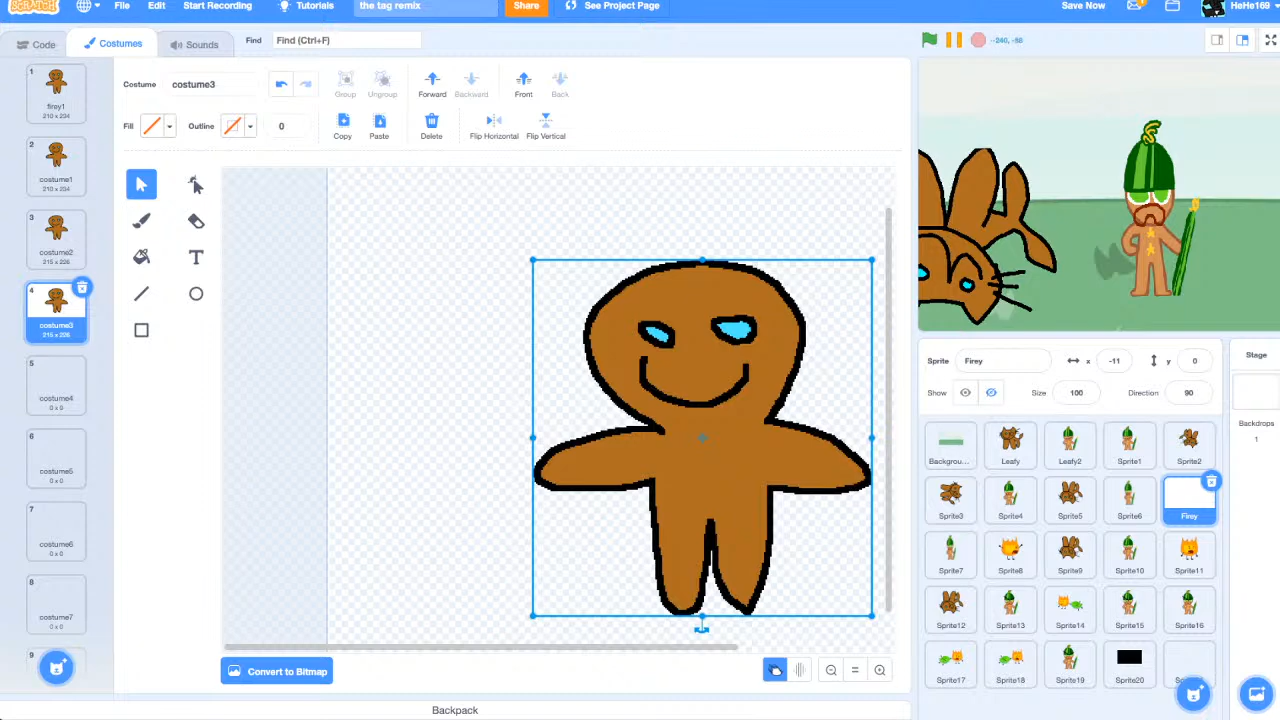 SCRATCH File Edit Start Recording Tutorials the tag remix Share See Project Page Save Now HeHe169
Code Costumes Sounds Find Find (Ctrl+F) -240, -58
1 Costume costume3 Group Ungroup Forward Backward Front Back
firey1
210 x 234
Fill Outline 0 Copy Paste Delete Flip Horizontal Flip Vertical
2
costume1
210 x 234
3
costume2
215 x 226
4
costume3
215 x 226
5
costume4
0 x 0
6
costume5
0 x 0
7
costume6
0 x 0
8
costume7
0 x 0
9
Convert to Bitmap
Backpack
Sprite Firey x -11 y 0
Show Size 100 Direction 90
Stage
Backdrops
1
Backgrou... Leafy Leafy2 Sprite1 Sprite2
Sprite3 Sprite4 Sprite5 Sprite6 Firey
Sprite7 Sprite8 Sprite9 Sprite10 Sprite11
Sprite12 Sprite13 Sprite14 Sprite15 Sprite16
Sprite17 Sprite18 Sprite19 Sprite20